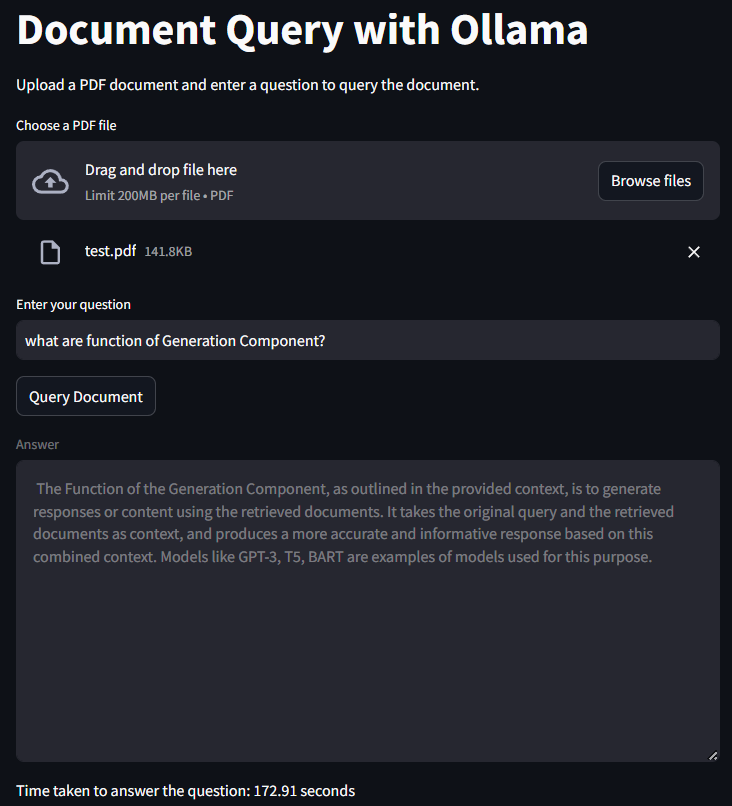 Document Query with Ollama
Upload a PDF document and enter a question to query the document.
Choose a PDF file
Drag and drop file here
Limit 200MB per file • PDF
Browse files
test.pdf 141.8KB
Enter your question
what are function of Generation Component?
Query Document
Answer
The Function of the Generation Component, as outlined in the provided context, is to generate
responses or content using the retrieved documents. It takes the original query and the retrieved
documents as context, and produces a more accurate and informative response based on this
combined context. Models like GPT-3, T5, BART are examples of models used for this purpose.
Time taken to answer the question: 172.91 seconds